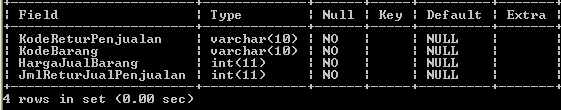 | Field | Type | Null | Key | Default | Extra |
| KodeReturPenjualan | varchar(10) | NO | | NULL | |
| KodeBarang | varchar(10) | NO | | NULL | |
| HargaJualBarang | int(11) | NO | | NULL | |
| JmlReturJualPenjualan | int(11) | NO | | NULL | |
4 rows in set (0.00 sec)